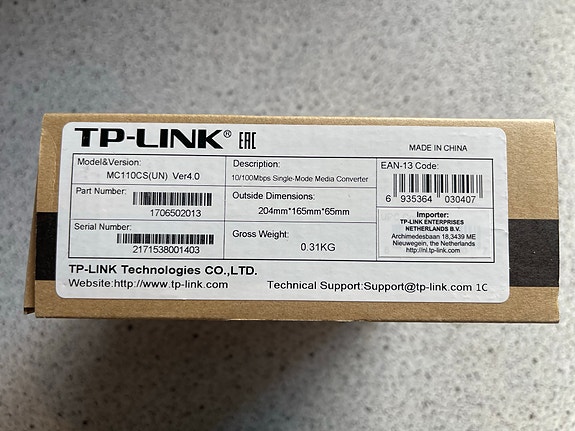 TP-LINK® EAC
MADE IN CHINA
Model&Version:
MC110CS(UN) Ver4.0
Part Number:
1706502013
Serial Number:
2171538001403
Description:
10/100Mbps Single-Mode Media Converter
Outside Dimensions:
204mm*165mm*65mm
Gross Weight:
0.31KG
EAN-13 Code:
6 935364 030407
Importer:
TP-LINK ENTERPRISES
NETHERLANDS B.V.
Archimedesbaan 18,3439 ME
Nieuwegein, the Netherlands
http://nl.tp-link.com
TP-LINK Technologies CO.,LTD.
Website:http://www.tp-link.com
Technical Support:Support@tp-link.com 1C